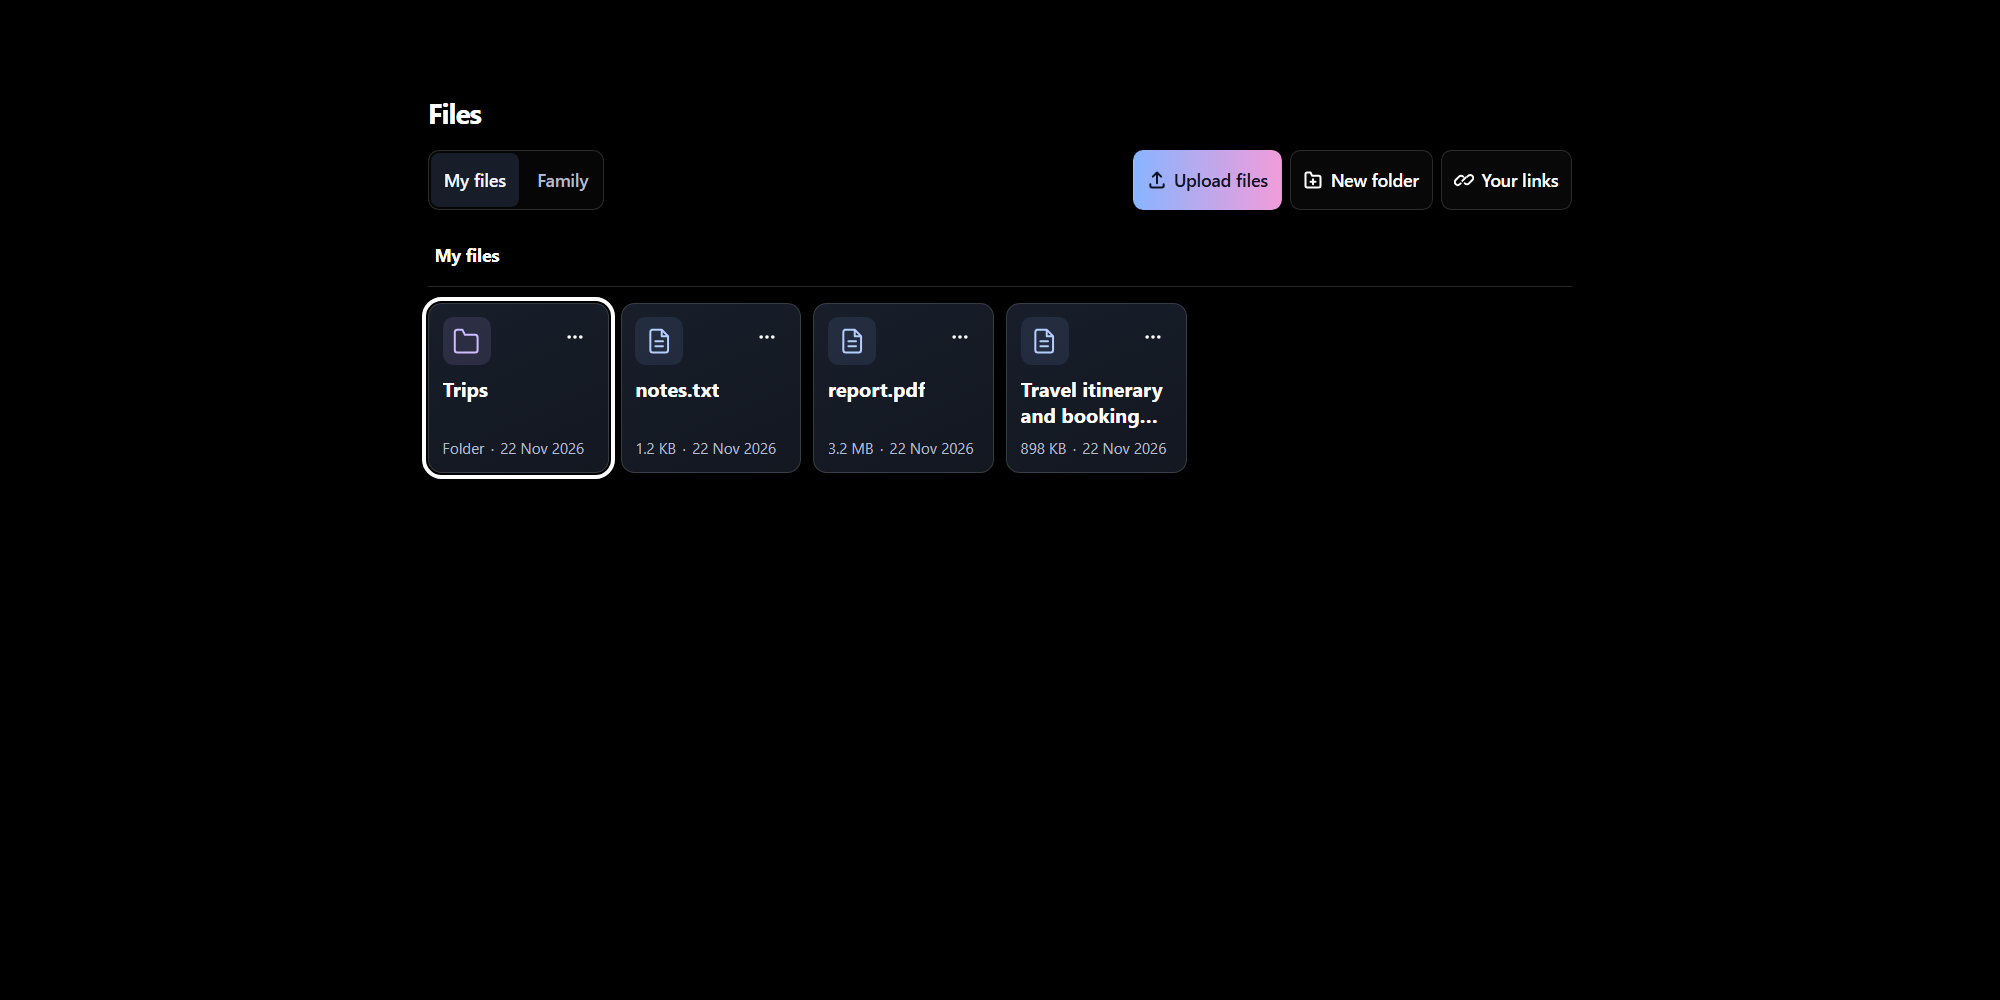 Files
My files
Family
Upload files
New folder
Your links
My files
Trips
Folder · 22 Nov 2026
notes.txt
1.2 KB · 22 Nov 2026
report.pdf
3.2 MB · 22 Nov 2026
Travel itinerary
and booking...
898 KB · 22 Nov 2026